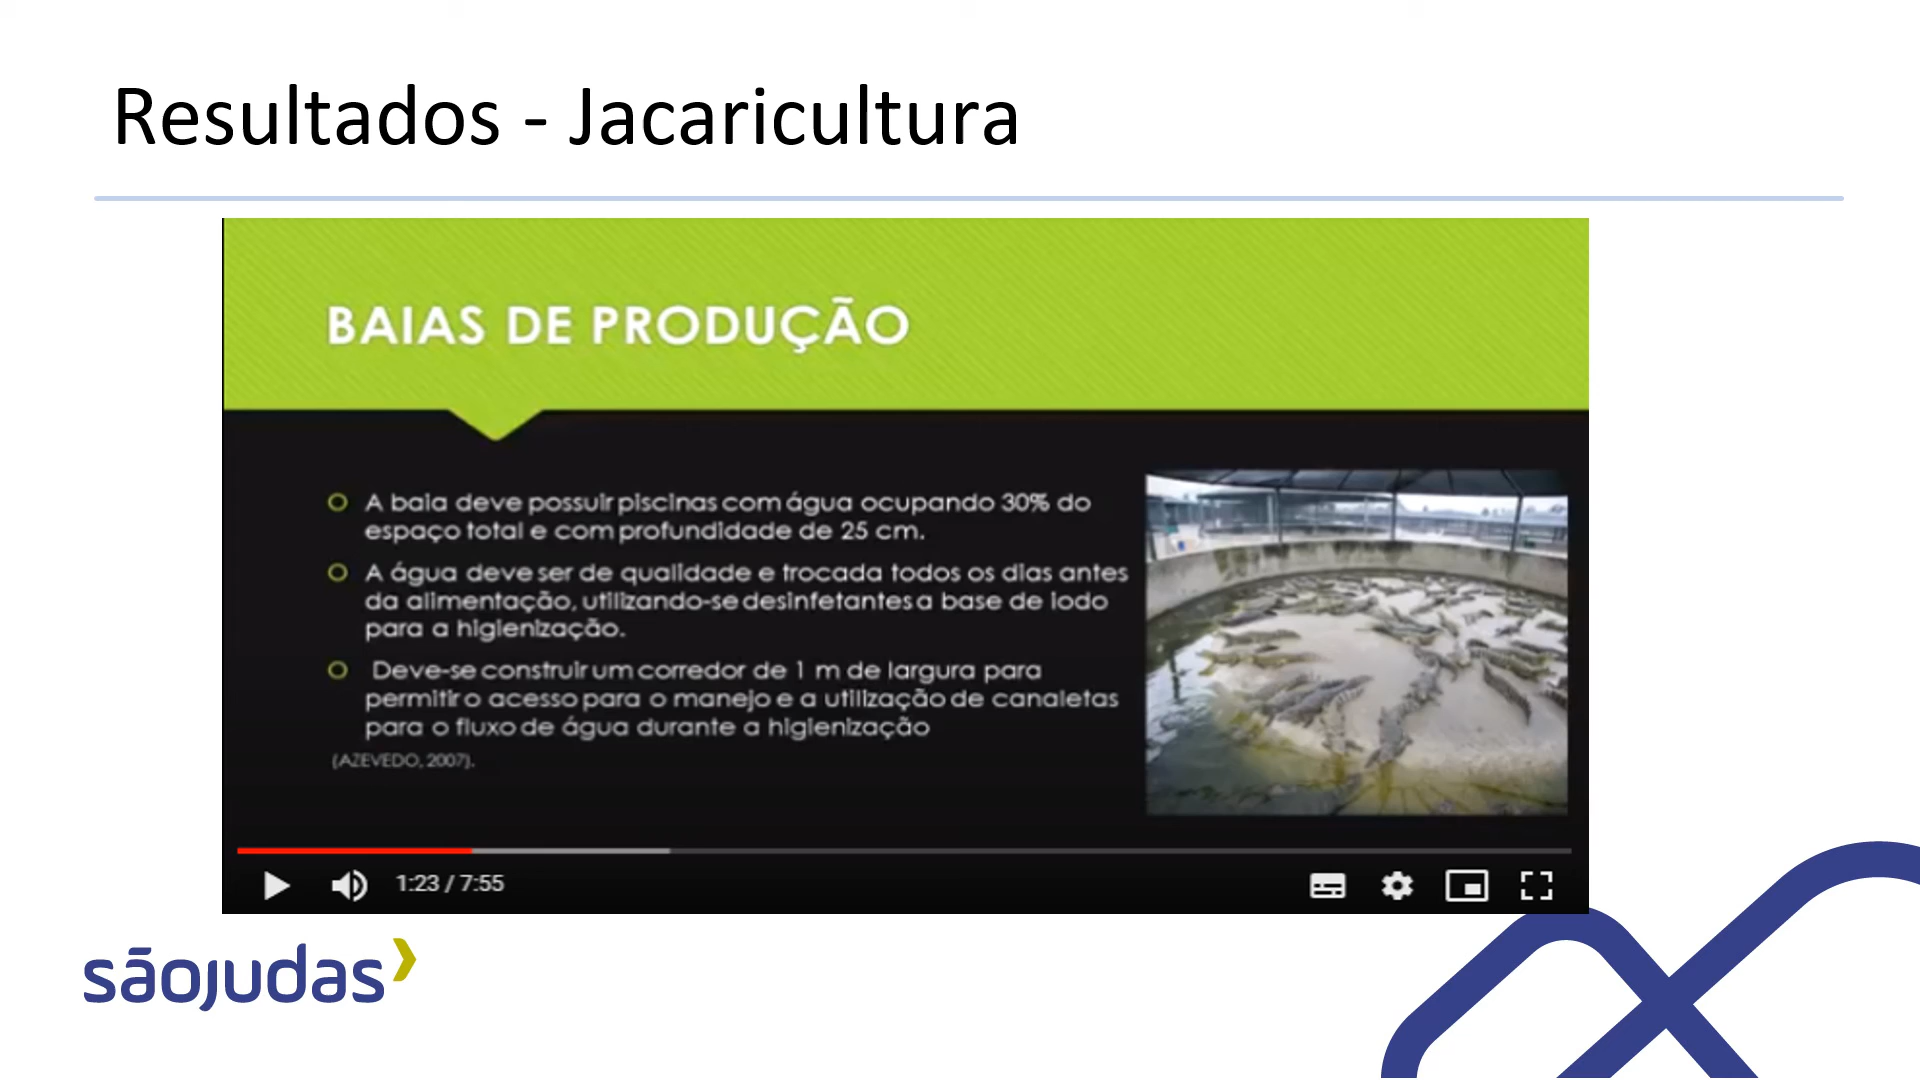 Resultados - Jacaricultura
BAIAS DE PRODUÇÃO
A baia deve possuir piscinas com água ocupando 30% do
espaço total e com profundidade de 25 cm.
A água deve ser de qualidade e trocada todos os dias antes
da alimentação, utilizando-se desinfetantes a base de iodo
para a higienização.
Deve-se construir um corredor de 1 m de largura para
permitir o acesso para o manejo e a utilização de canaletas
para o fluxo de água durante a higienização
(AZEVEDO, 2007).
1:23 / 7:55
sãojudas